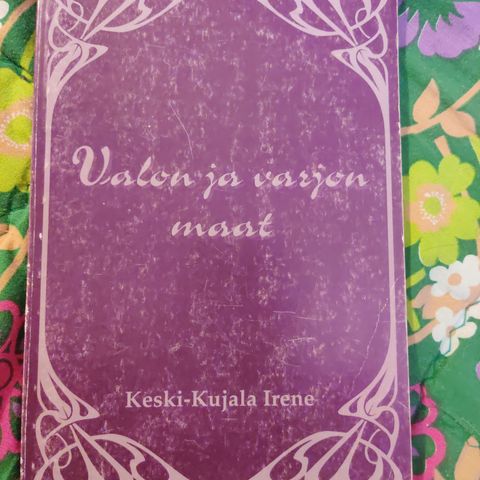 Valon ja varjon
maat
Keski-Kujala Irene